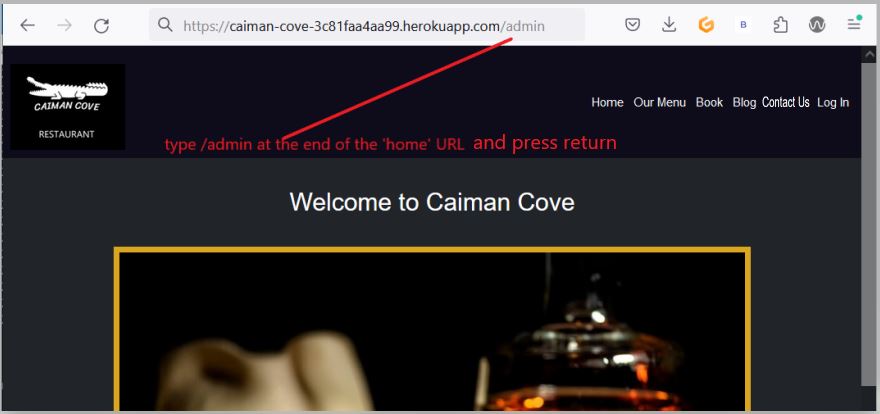 https://caiman-cove-3c81faa4aa99.herokuapp.com/admin
B
CAIMAN COVE
RESTAURANT
Home Our Menu Book Blog Contact Us Log In
type /admin at the end of the 'home' URL and press return
Welcome to Caiman Cove